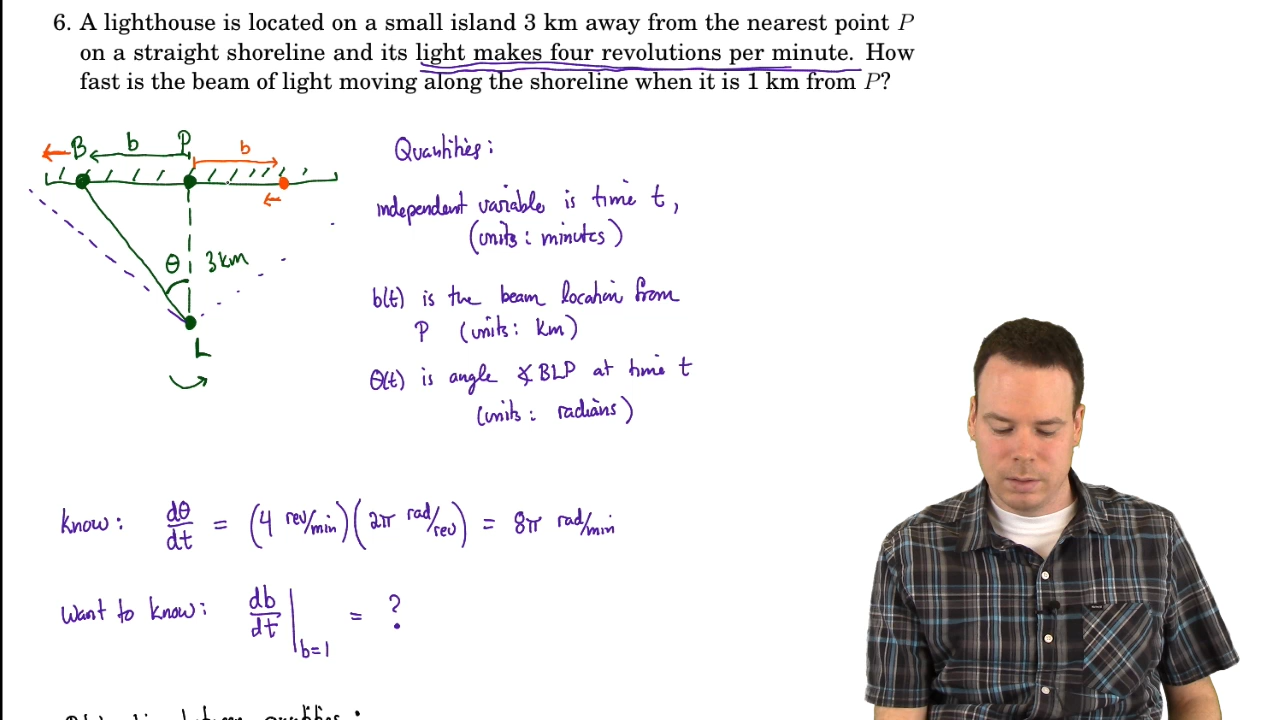 6. A lighthouse is located on a small island 3 km away from the nearest point P
on a straight shoreline and its light makes four revolutions per minute. How
fast is the beam of light moving along the shoreline when it is 1 km from P?
B b P b
θ 3km
L
Quantities:
independent variable is time t,
(units: minutes)
b(t) is the beam location from
P (units: km)
θ(t) is angle ∡BLP at time t
(units: radians)
Know: dθ/dt = (4 rev/min)(2π rad/rev) = 8π rad/min
Want to know: db/dt |b=1 = ?
between quantities: